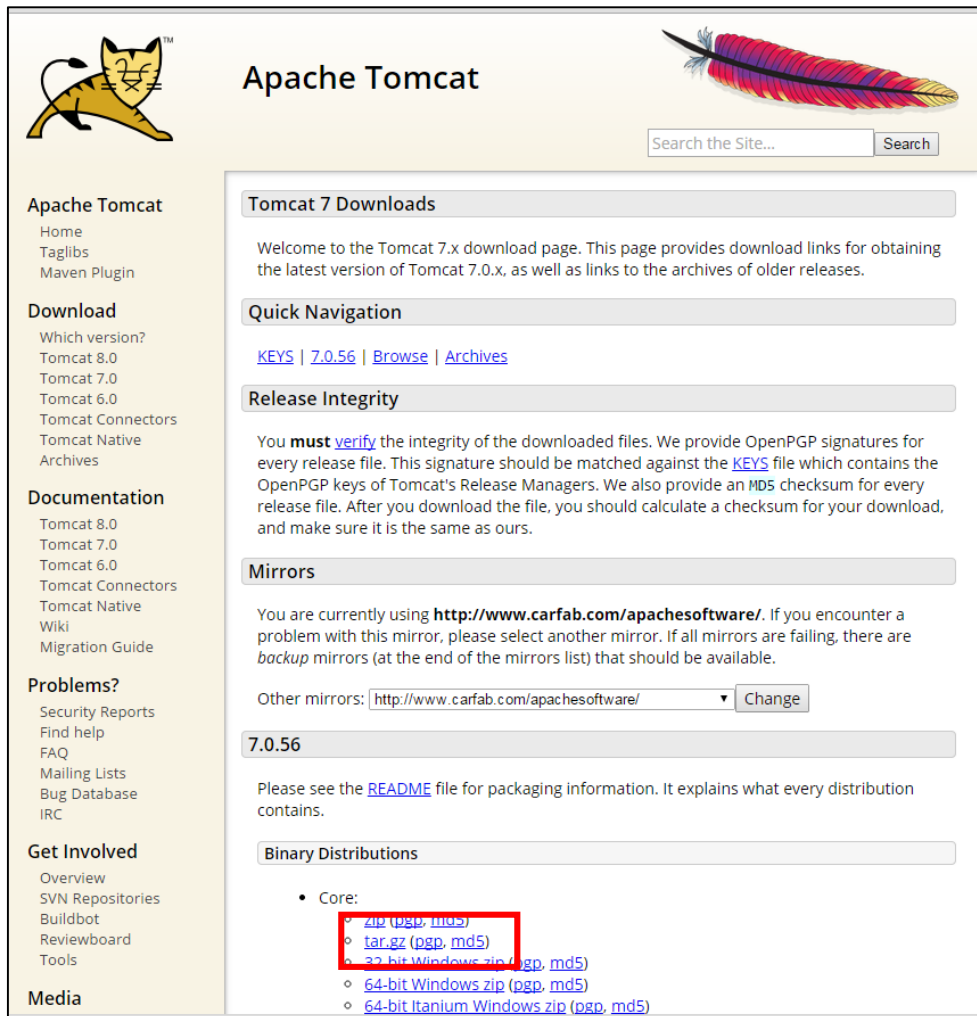 TM
Apache Tomcat
Search the Site...
Search
Apache Tomcat
Home
Taglibs
Maven Plugin
Download
Which version?
Tomcat 8.0
Tomcat 7.0
Tomcat 6.0
Tomcat Connectors
Tomcat Native
Archives
Documentation
Tomcat 8.0
Tomcat 7.0
Tomcat 6.0
Tomcat Connectors
Tomcat Native
Wiki
Migration Guide
Problems?
Security Reports
Find help
FAQ
Mailing Lists
Bug Database
IRC
Get Involved
Overview
SVN Repositories
Buildbot
Reviewboard
Tools
Media
Tomcat 7 Downloads
Welcome to the Tomcat 7.x download page. This page provides download links for obtaining
the latest version of Tomcat 7.0.x, as well as links to the archives of older releases.
Quick Navigation
KEYS | 7.0.56 | Browse | Archives
Release Integrity
You must verify the integrity of the downloaded files. We provide OpenPGP signatures for
every release file. This signature should be matched against the KEYS file which contains the
OpenPGP keys of Tomcat's Release Managers. We also provide an MD5 checksum for every
release file. After you download the file, you should calculate a checksum for your download,
and make sure it is the same as ours.
Mirrors
You are currently using http://www.carfab.com/apachesoftware/. If you encounter a
problem with this mirror, please select another mirror. If all mirrors are failing, there are
backup mirrors (at the end of the mirrors list) that should be available.
Other mirrors: http://www.carfab.com/apachesoftware/ Change
7.0.56
Please see the README file for packaging information. It explains what every distribution
contains.
Binary Distributions
• Core:
zip (pgp, md5)
tar.gz (pgp, md5)
32-bit Windows zip (pgp, md5)
64-bit Windows zip (pgp, md5)
64-bit Itanium Windows zip (pgp, md5)